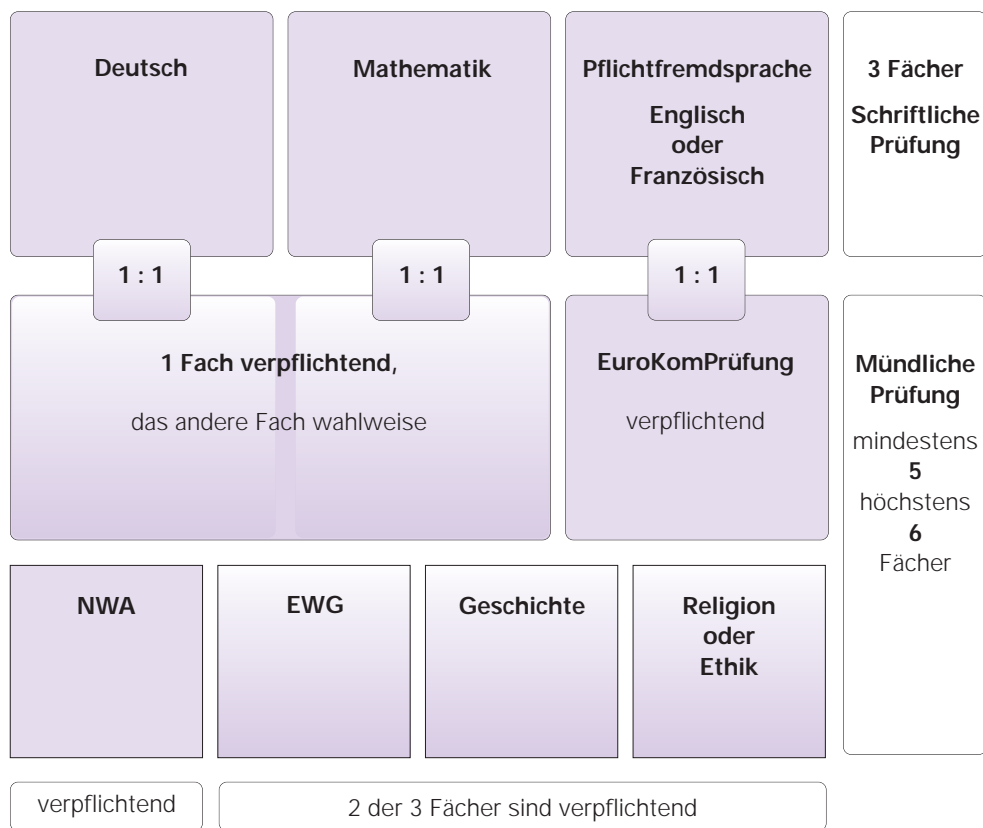 Deutsch
Mathematik
Pflichtfremdsprache
Englisch
oder
Französisch
3 Fächer
Schriftliche
Prüfung
1 : 1
1 : 1
1 : 1
1 Fach verpflichtend,
das andere Fach wahlweise
EuroKomPrüfung
verpflichtend
Mündliche
Prüfung
mindestens
5
höchstens
6
Fächer
NWA
EWG
Geschichte
Religion
oder
Ethik
verpflichtend
2 der 3 Fächer sind verpflichtend